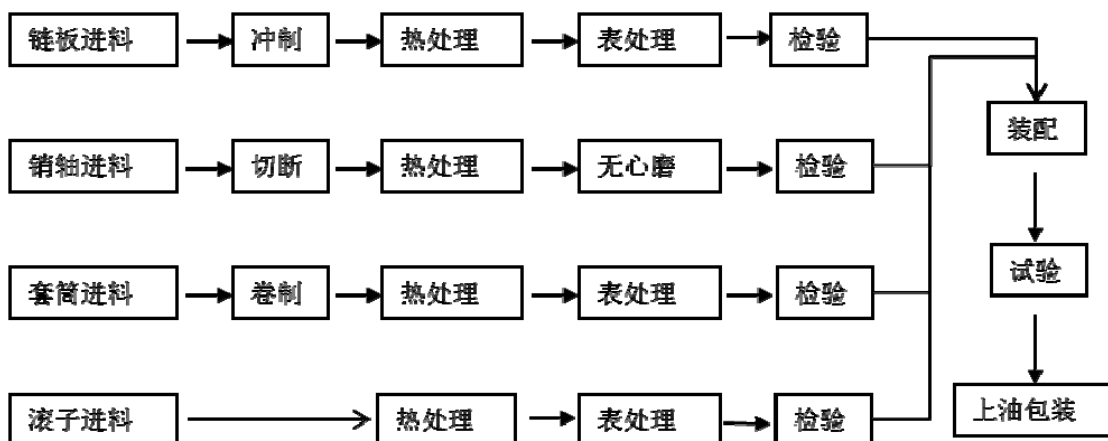 链板进料 冲制 热处理 表处理 检验
装配
销轴进料 切断 热处理 无心磨 检验
试验
套筒进料 卷制 热处理 表处理 检验
上油包装
滚子进料 热处理 表处理 检验